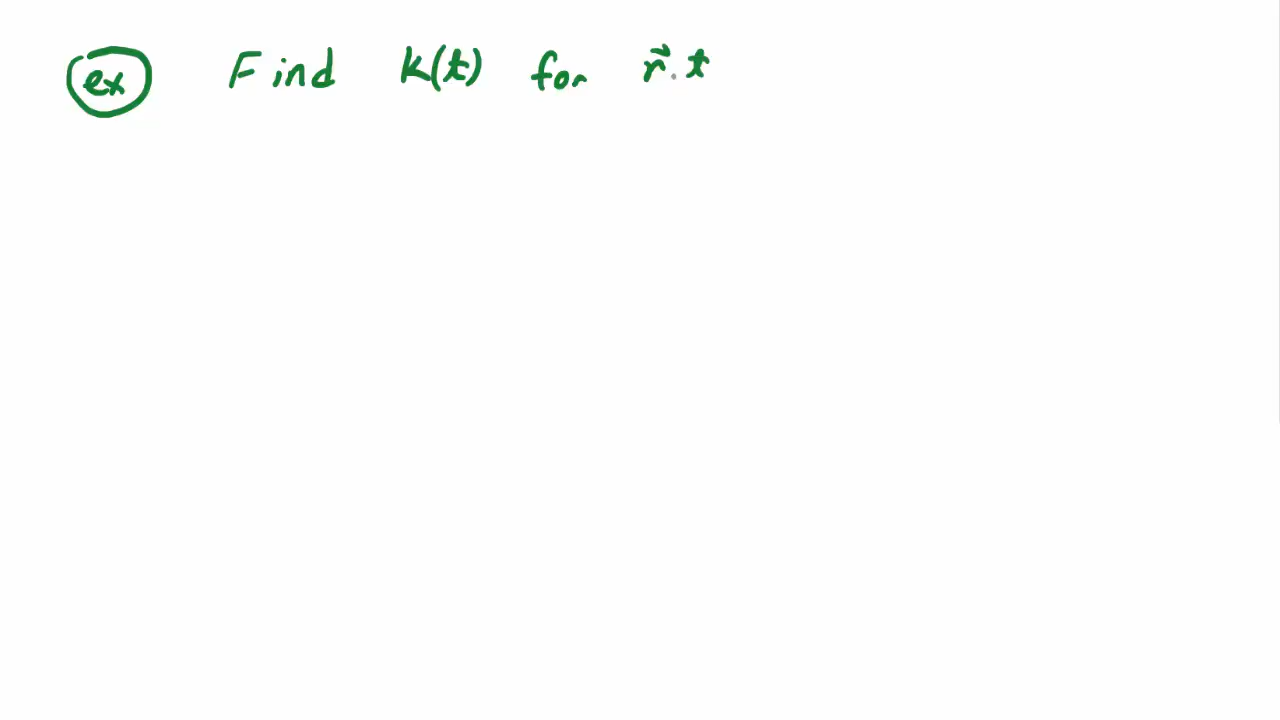 ex Find K(t) for r⃗ t